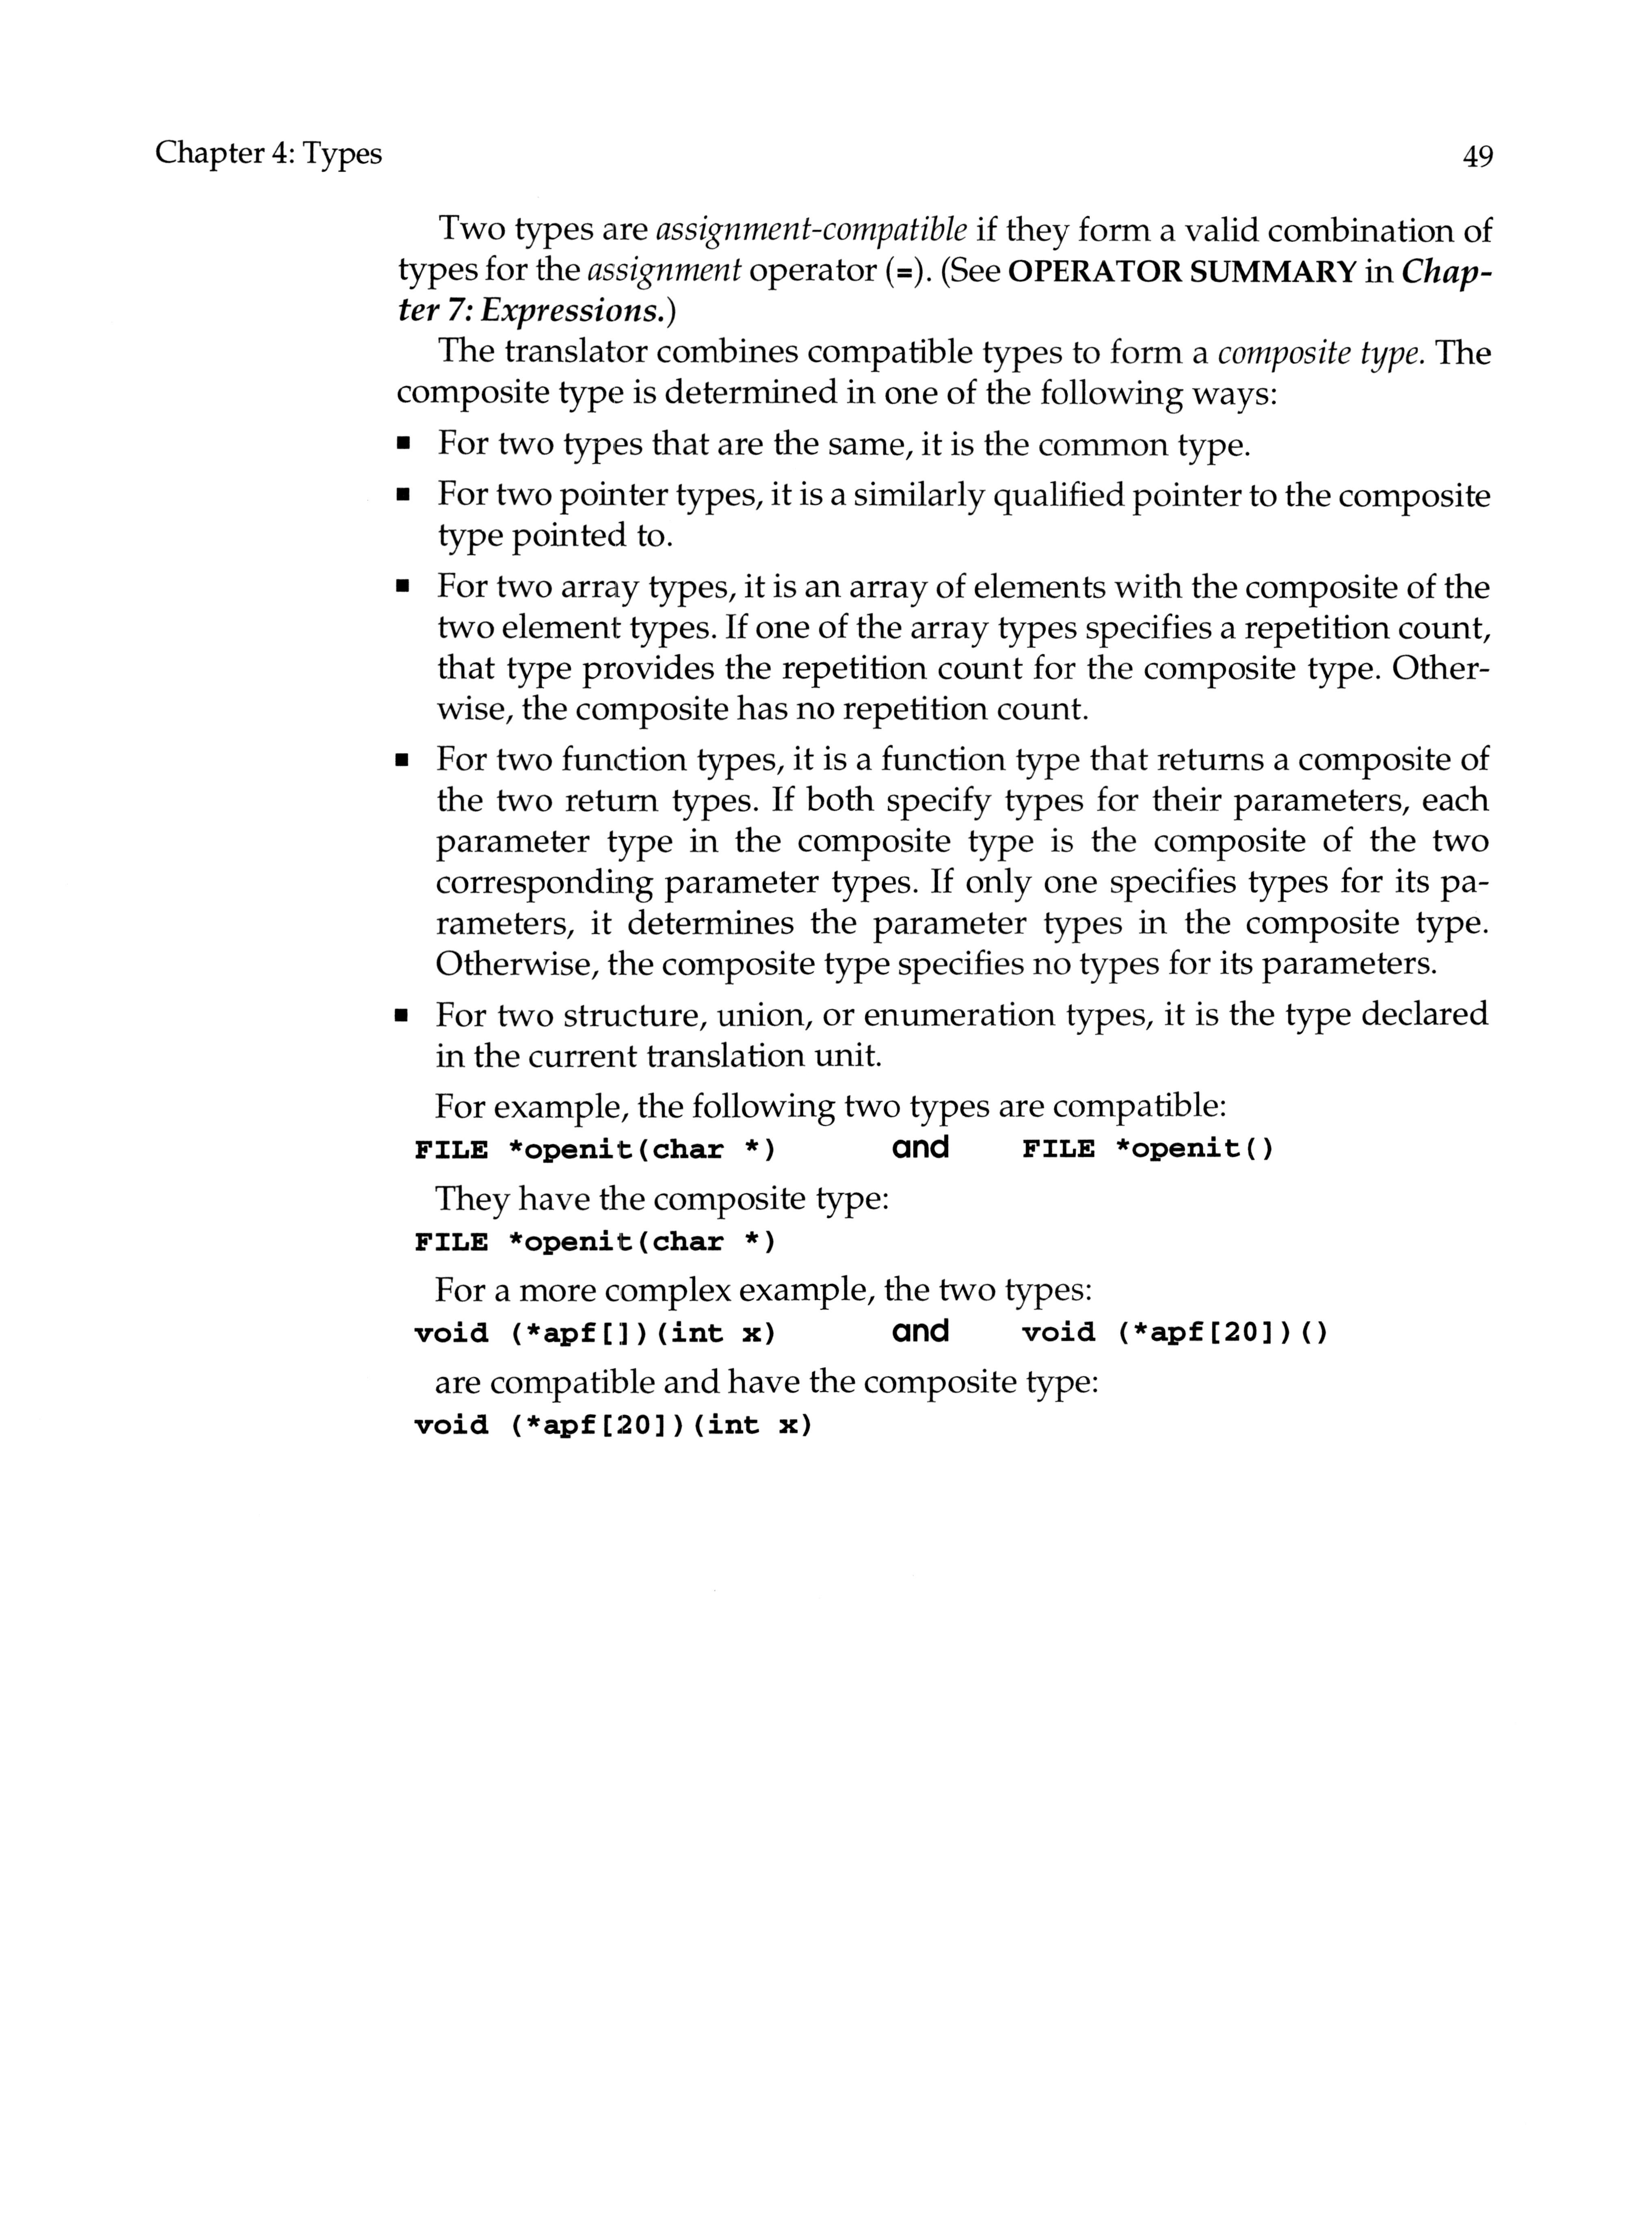 Chapter 4: Types 49
Two types are assignment-compatible if they form a valid combination of
types for the assignment operator (=). (See OPERATOR SUMMARY in Chap-
ter 7: Expressions.)
The translator combines compatible types to form a composite type. The
composite type is determined in one of the following ways:
▪ For two types that are the same, it is the common type.
▪ For two pointer types, it is a similarly qualified pointer to the composite
type pointed to.
▪ For two array types, it is an array of elements with the composite of the
two element types. If one of the array types specifies a repetition count,
that type provides the repetition count for the composite type. Other-
wise, the composite has no repetition count.
▪ For two function types, it is a function type that returns a composite of
the two return types. If both specify types for their parameters, each
parameter type in the composite type is the composite of the two
corresponding parameter types. If only one specifies types for its pa-
rameters, it determines the parameter types in the composite type.
Otherwise, the composite type specifies no types for its parameters.
▪ For two structure, union, or enumeration types, it is the type declared
in the current translation unit.
For example, the following two types are compatible:
FILE *openit(char *) and FILE *openit()
They have the composite type:
FILE *openit(char *)
For a more complex example, the two types:
void (*apf[])(int x) and void (*apf[20])()
are compatible and have the composite type:
void (*apf[20])(int x)